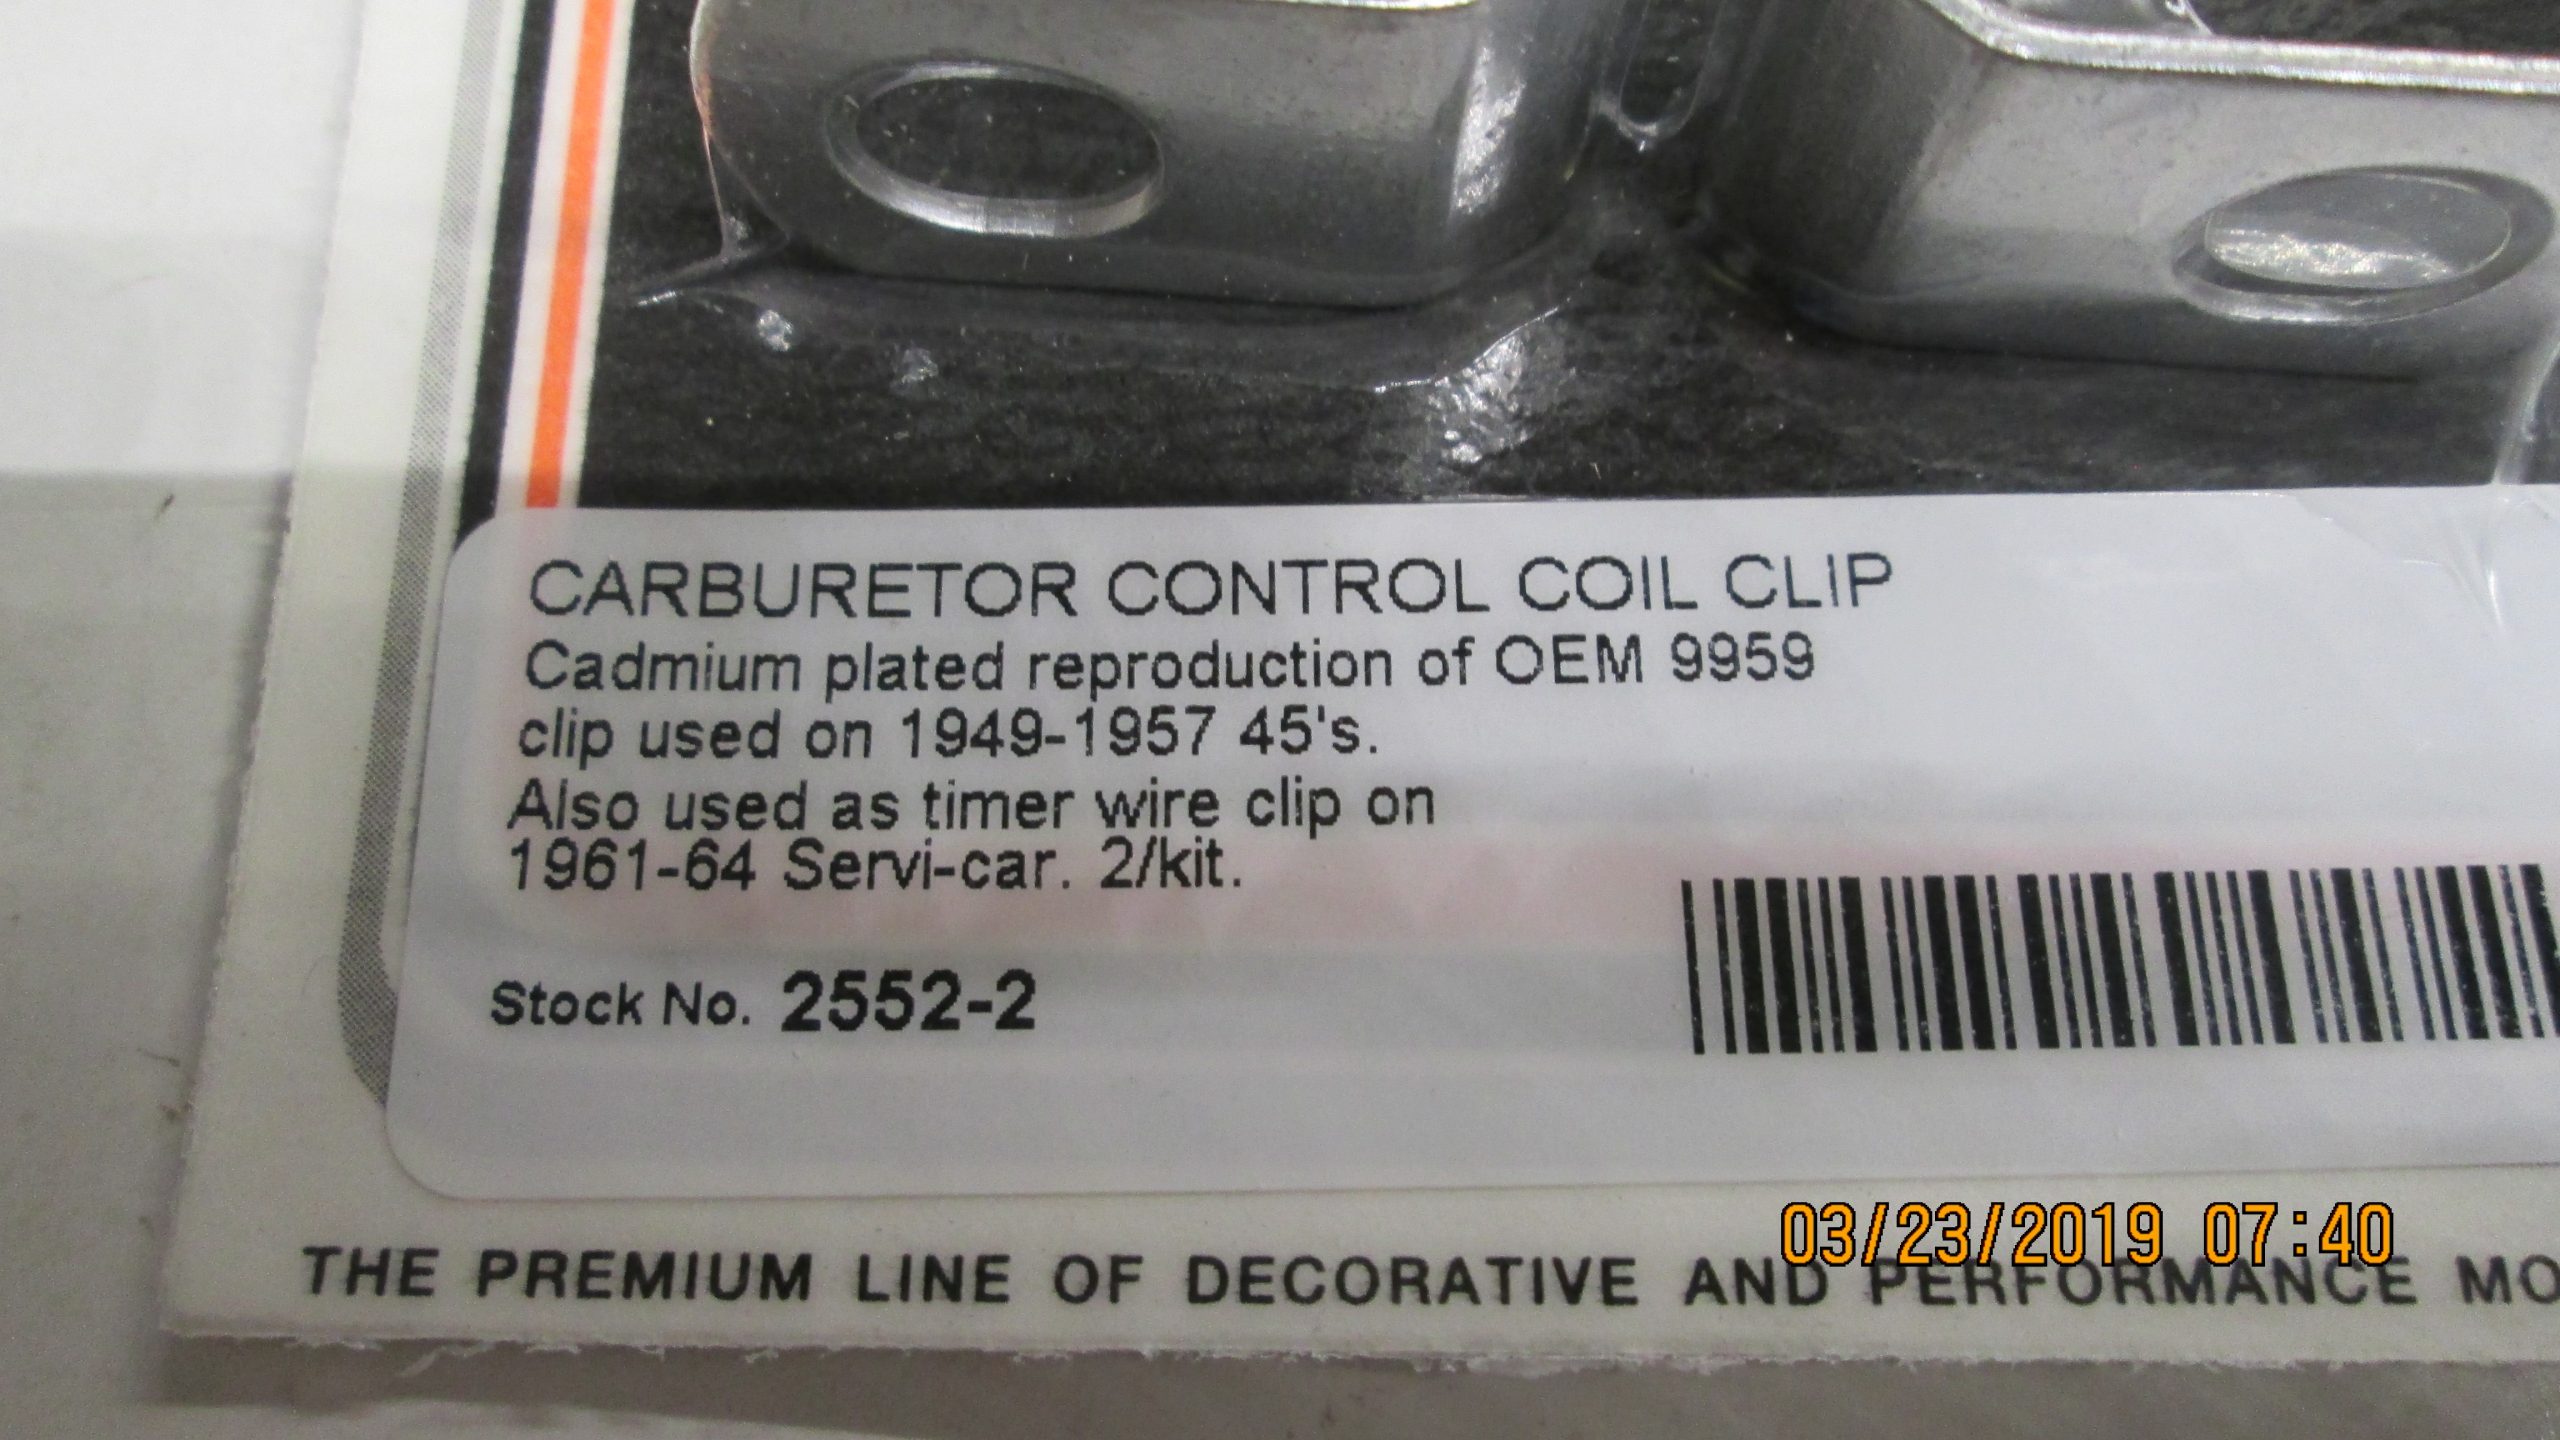 CARBURETOR CONTROL COIL CLIP
Cadmium plated reproduction of OEM 9959
clip used on 1949-1957 45's.
Also used as timer wire clip on
1961-64 Servi-car. 2/kit.
Stock No. 2552-2
03/23/2019 07:40
THE PREMIUM LINE OF DECORATIVE AND PERFORMANCE MO